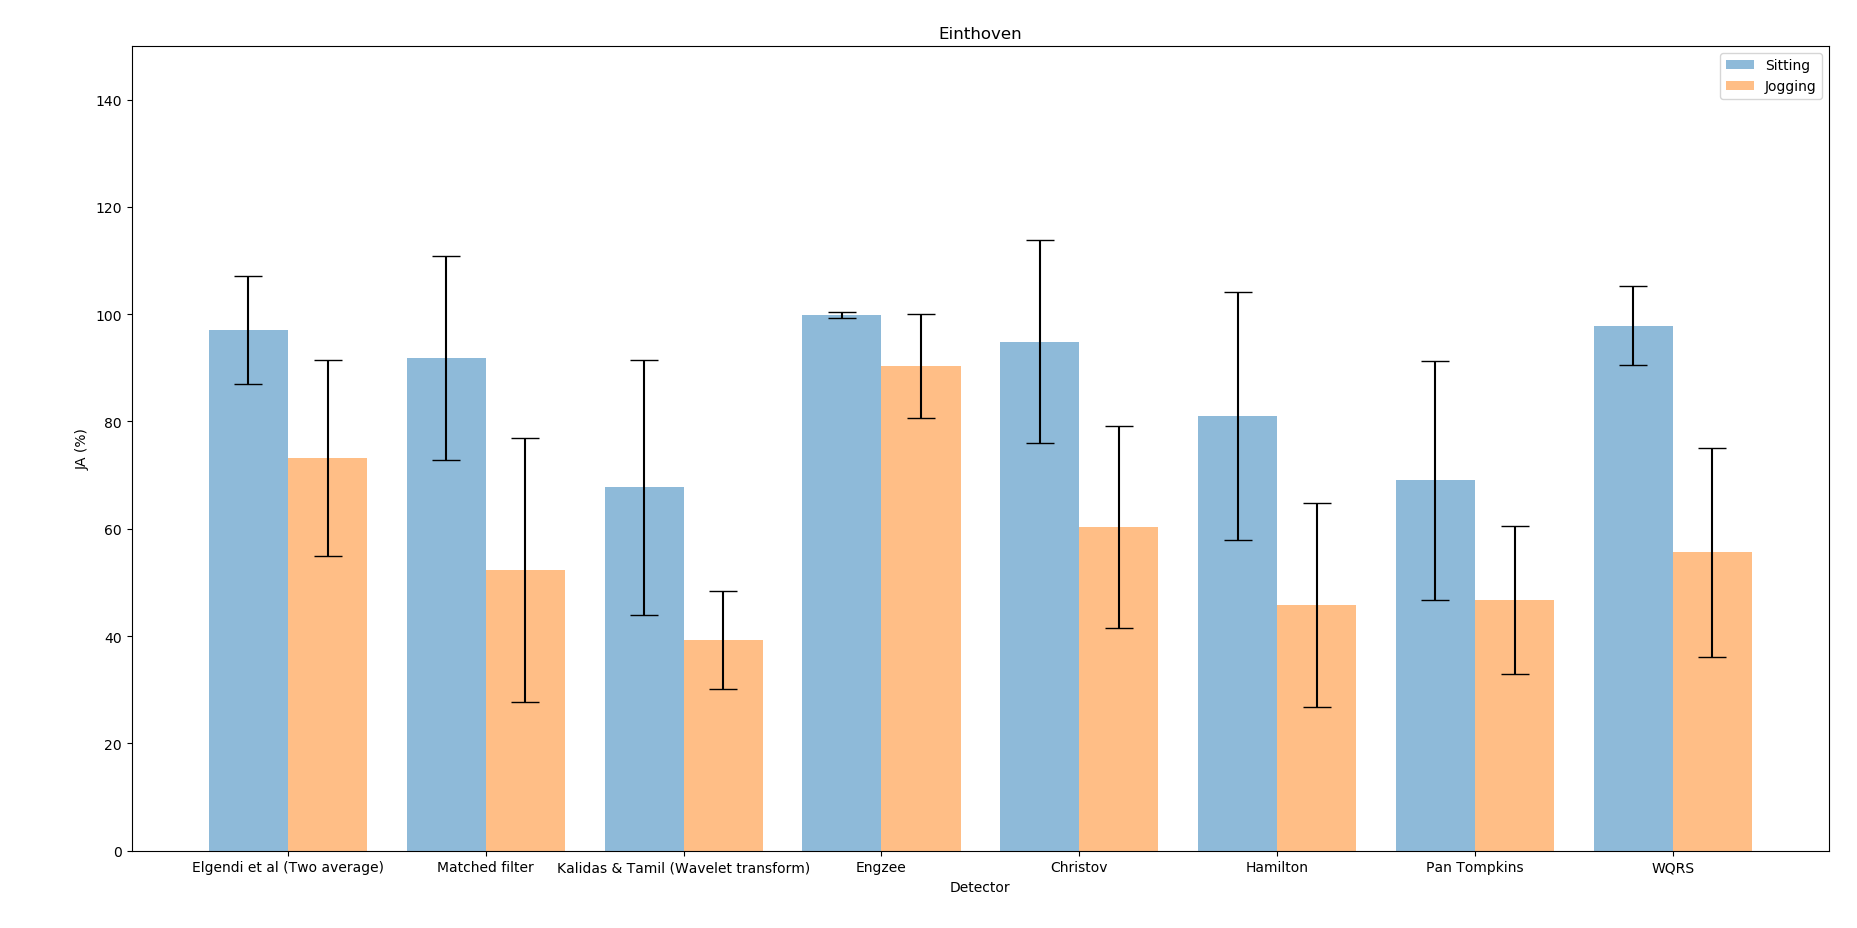 Einthoven
Sitting
Jogging
140
120
100
80
60
40
20
0
JA (%)
Elgendi et al (Two average)
Matched filter
Kalidas & Tamil (Wavelet transform)
Engzee
Christov
Hamilton
Pan Tompkins
WQRS
Detector